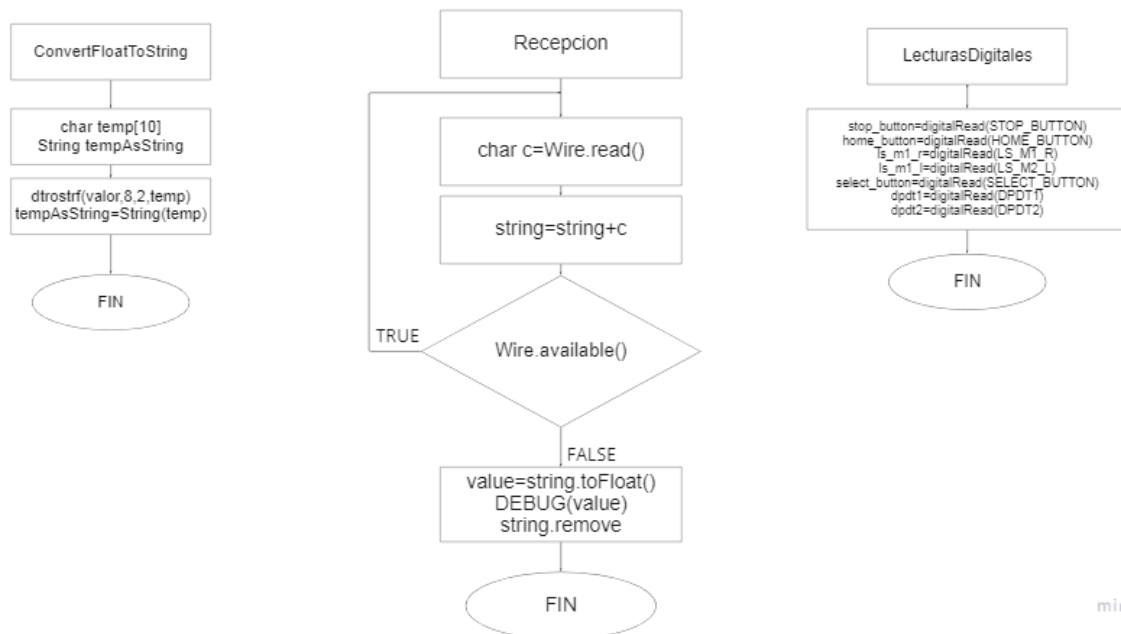 ConvertFloatToString
char temp[10]
String tempAsString
dtrostrf(valor,8,2,temp)
tempAsString=String(temp)
FIN
Recepcion
char c=Wire.read()
string=string+c
Wire.available()
TRUE
FALSE
value=string.toFloat()
DEBUG(value)
string.remove
FIN
LecturasDigitales
stop_button=digitalRead(STOP_BUTTON)
home_button=digitalRead(HOME_BUTTON)
ls_m1_r=digitalRead(LS_M1_R)
ls_m1_l=digitalRead(LS_M2_L)
select_button=digitalRead(SELECT_BUTTON)
dpdt1=digitalRead(DPDT1)
dpdt2=digitalRead(DPDT2)
FIN